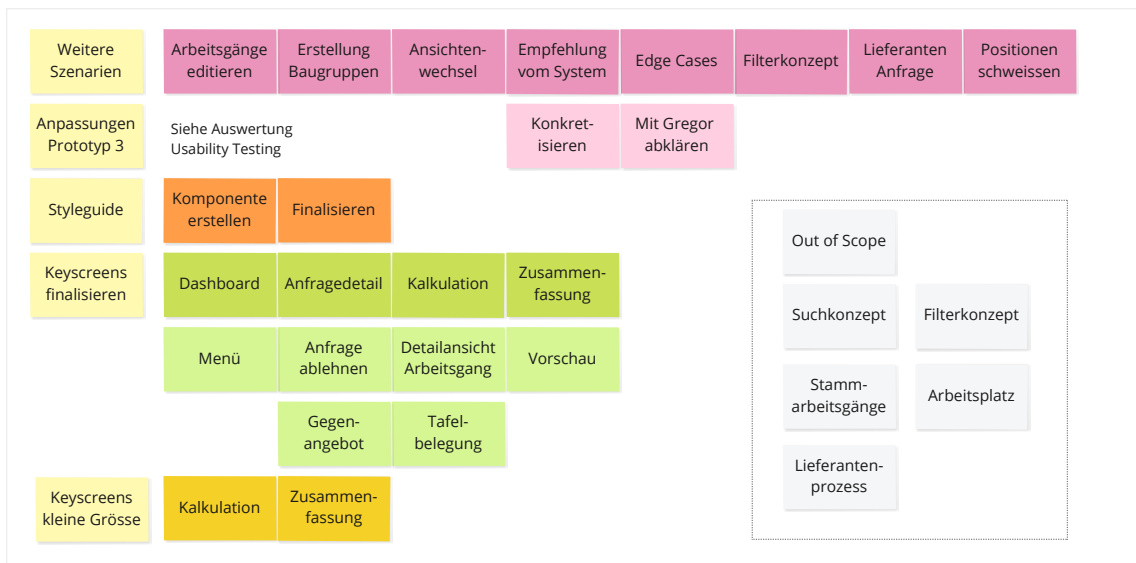 Weitere
Szenarien
Arbeitsgänge
editieren
Erstellung
Baugruppen
Ansichten-
wechsel
Empfehlung
vom System
Edge Cases
Filterkonzept
Lieferanten
Anfrage
Positionen
schweissen
Anpassungen
Prototyp 3
Siehe Auswertung
Usability Testing
Konkret-
isieren
Mit Gregor
abklären
Styleguide
Komponente
erstellen
Finalisieren
Keyscreens
finalisieren
Dashboard
Anfragedetail
Kalkulation
Zusammen-
fassung
Menü
Anfrage
ablehnen
Detailansicht
Arbeitsgang
Vorschau
Gegen-
angebot
Tafel-
belegung
Keyscreens
kleine Grösse
Kalkulation
Zusammen-
fassung
Out of Scope
Suchkonzept
Filterkonzept
Stamm-
arbeitsgänge
Arbeitsplatz
Lieferanten-
prozess